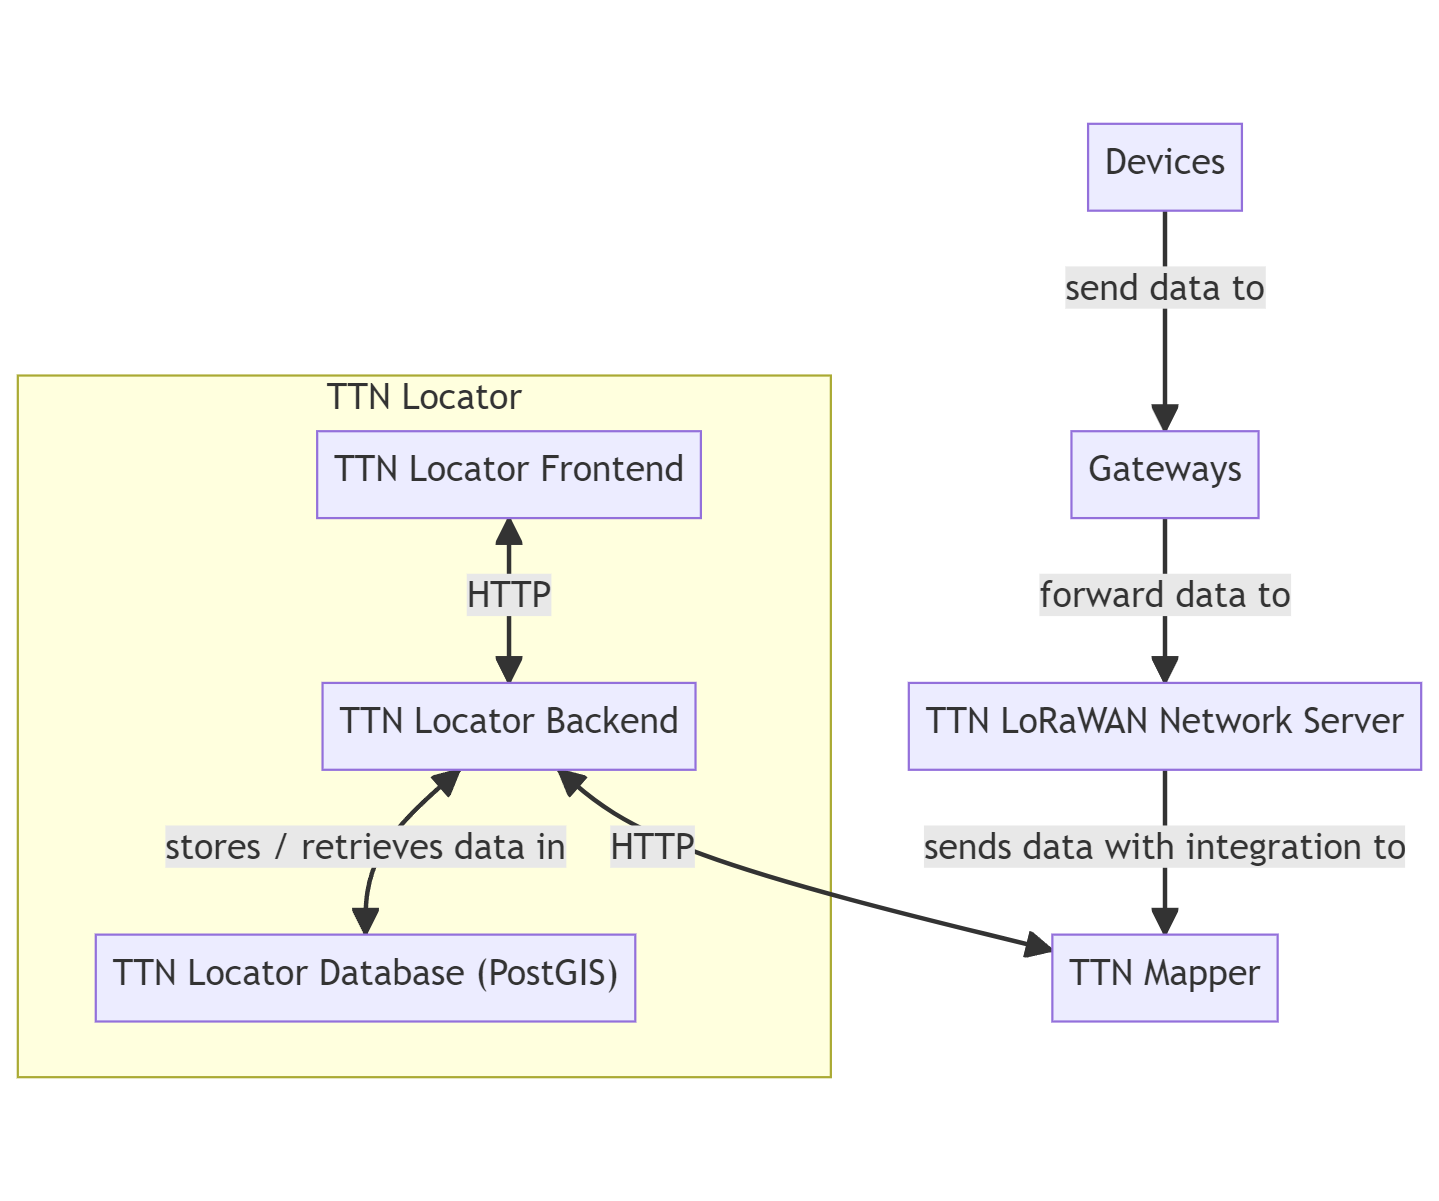 Devices
send data to
TTN Locator
TTN Locator Frontend
Gateways
HTTP
forward data to
TTN Locator Backend
TTN LoRaWAN Network Server
stores / retrieves data in
HTTP
sends data with integration to
TTN Locator Database (PostGIS)
TTN Mapper